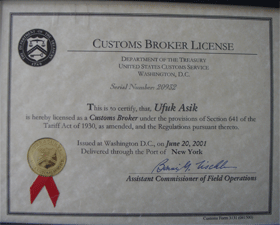 CUSTOMS BROKER LICENSE
DEPARTMENT OF THE TREASURY
UNITED STATES CUSTOMS SERVICE
WASHINGTON, D.C.
Serial Number: 20952
This is to certify, that, Ufuk Asik
is hereby licensed as a Customs Broker under the provisions of Section 641 of the
Tariff Act of 1930, as amended, and the Regulations pursuant thereto.
Issued at Washington D.C., on June 20, 2001
Delivered through the Port of New York
Assistant Commissioner of Field Operations
Customs Form